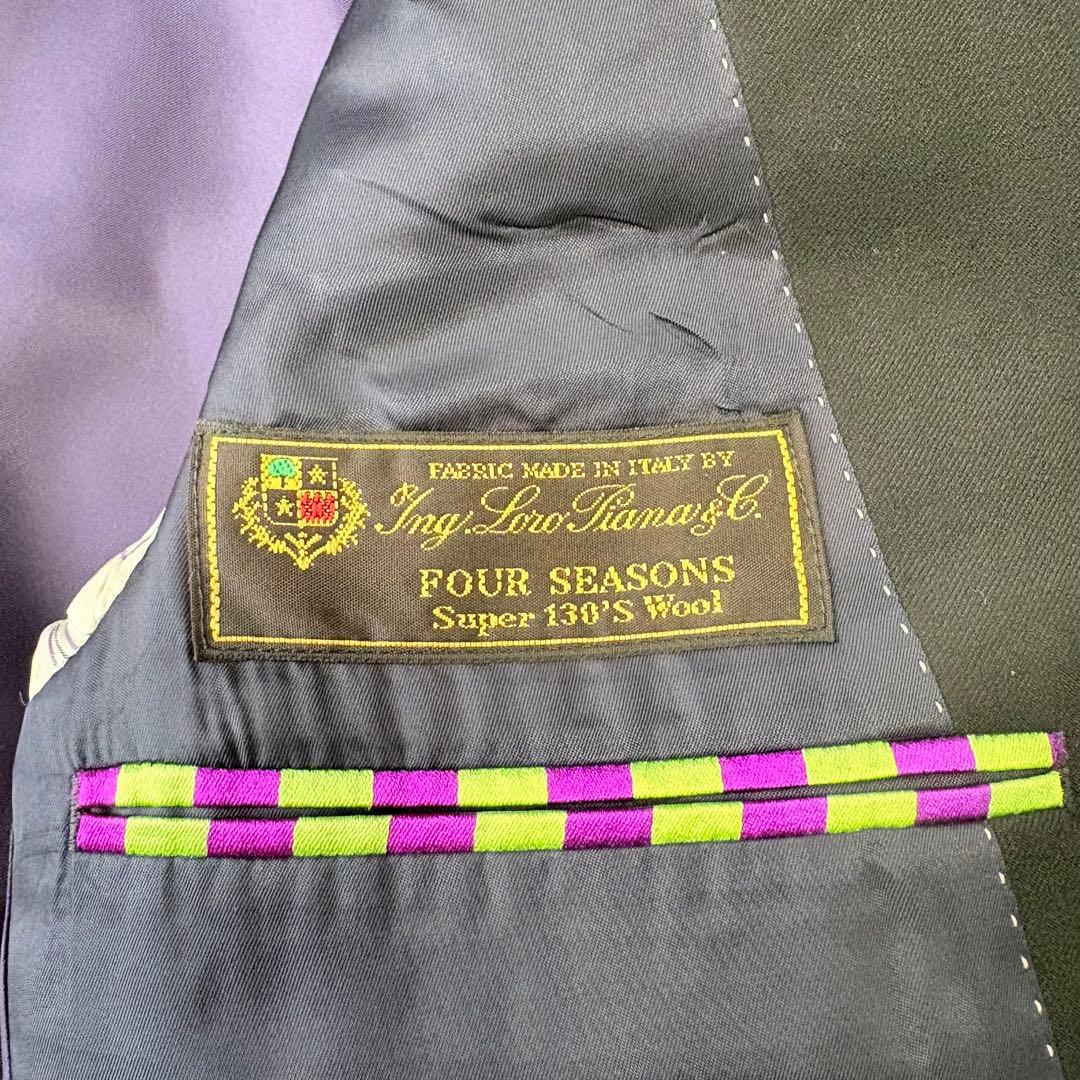 FABRIC MADE IN ITALY BY
Ing. Loro Piana & C.
FOUR SEASONS
Super 130'S Wool